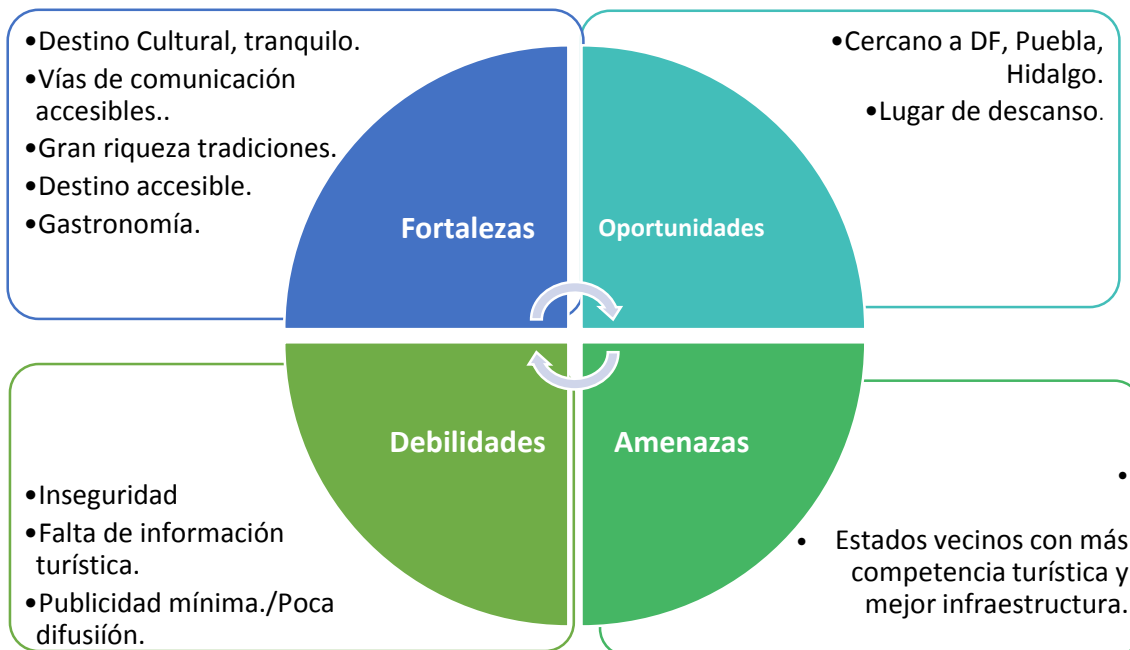 •Destino Cultural, tranquilo.
•Vías de comunicación
accesibles..
•Gran riqueza tradiciones.
•Destino accesible.
•Gastronomía.
Fortalezas
•Cercano a DF, Puebla,
Hidalgo.
•Lugar de descanso.
Oportunidades
Debilidades
•Inseguridad
•Falta de información
turística.
•Publicidad mínima./Poca
difusiión.
Amenazas
•
• Estados vecinos con más
competencia turística y
mejor infraestructura.